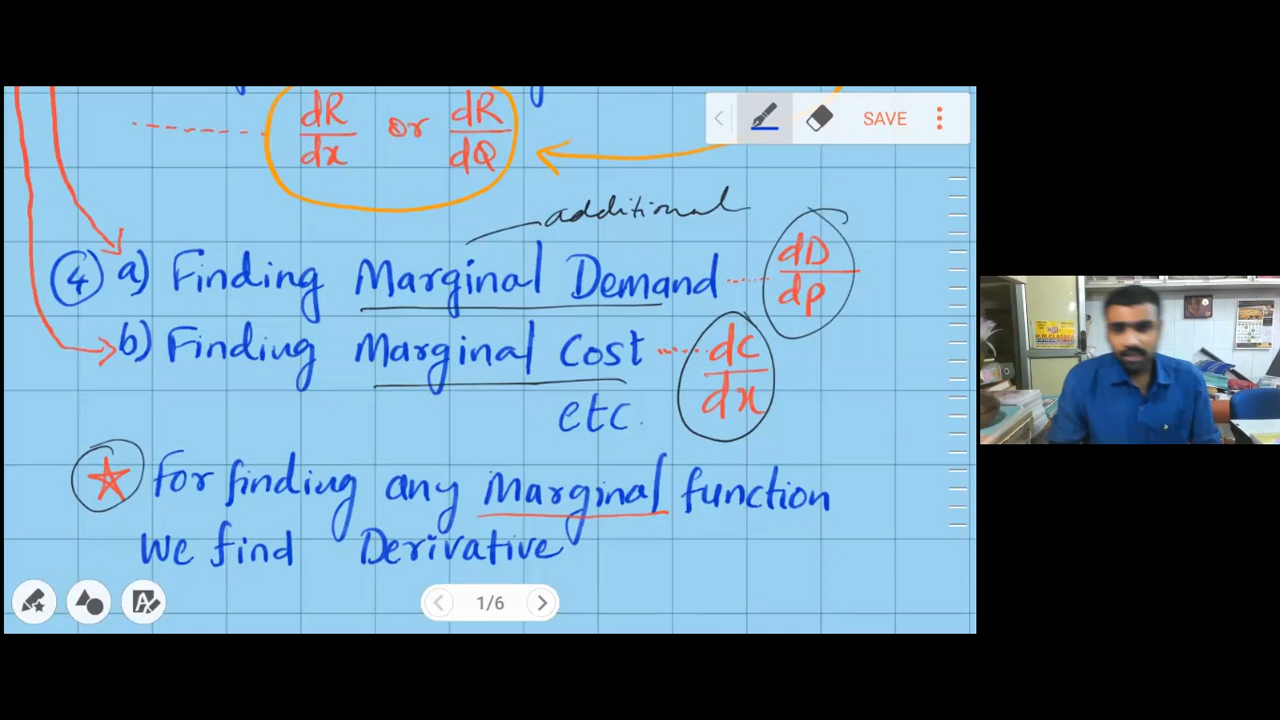 dR/dx or dR/dQ
SAVE
additional
④ a) Finding Marginal Demand ...... dD/dp
b) Finding Marginal Cost ...... dC/dx
etc.
☆ For finding any Marginal function
We find Derivative
1/6
H.M.CLASSES